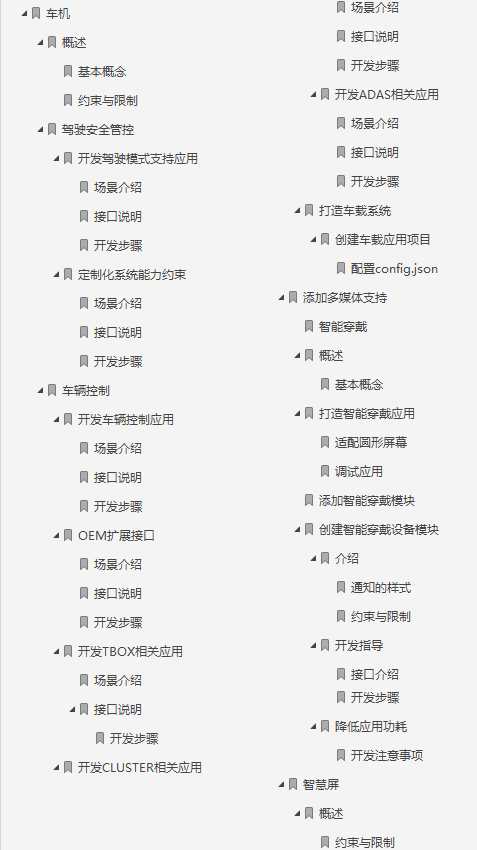 车机
概述
基本概念
约束与限制
驾驶安全管控
开发驾驶模式支持应用
场景介绍
接口说明
开发步骤
定制化系统能力约束
场景介绍
接口说明
开发步骤
车辆控制
开发车辆控制应用
场景介绍
接口说明
开发步骤
OEM扩展接口
场景介绍
接口说明
开发步骤
开发TBOX相关应用
场景介绍
接口说明
开发步骤
开发CLUSTER相关应用
场景介绍
接口说明
开发步骤
开发ADAS相关应用
场景介绍
接口说明
开发步骤
打造车载系统
创建车载应用项目
配置config.json
添加多媒体支持
智能穿戴
概述
基本概念
打造智能穿戴应用
适配圆形屏幕
调试应用
添加智能穿戴模块
创建智能穿戴设备模块
介绍
通知的样式
约束与限制
开发指导
接口介绍
开发步骤
降低应用功耗
开发注意事项
智慧屏
概述
约束与限制